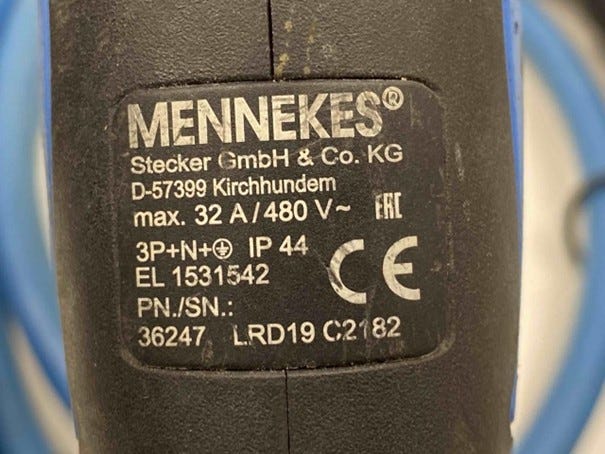 MENNEKES®
Stecker GmbH & Co. KG
D-57399 Kirchhundem
max. 32 A / 480 V~ EAC
3P+N+⏚ IP 44
EL 1531542 CE
PN./SN.:
36247 LRD19 C2182